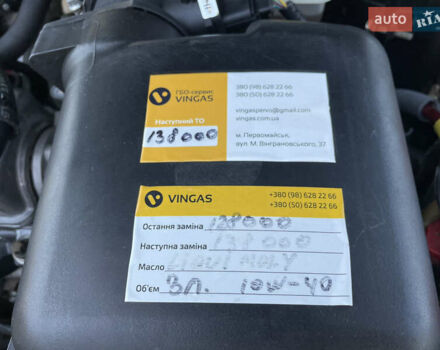 auto RIA
ГБО-сервис
VINGAS
380 (98) 628 22 66
380 (50) 628 22 66
Наступний ТО
vingaspervo@gmail.com
vingas.com.ua
138000
м. Первомайськ,
вул. М. Вінграновського, 37
VINGAS
+380 (98) 628 22 66
+380 (50) 628 22 66
Остання заміна 128000
Наступна заміна 138000
Масло LIQUI MOLY
Об'єм 3л. 10w-40